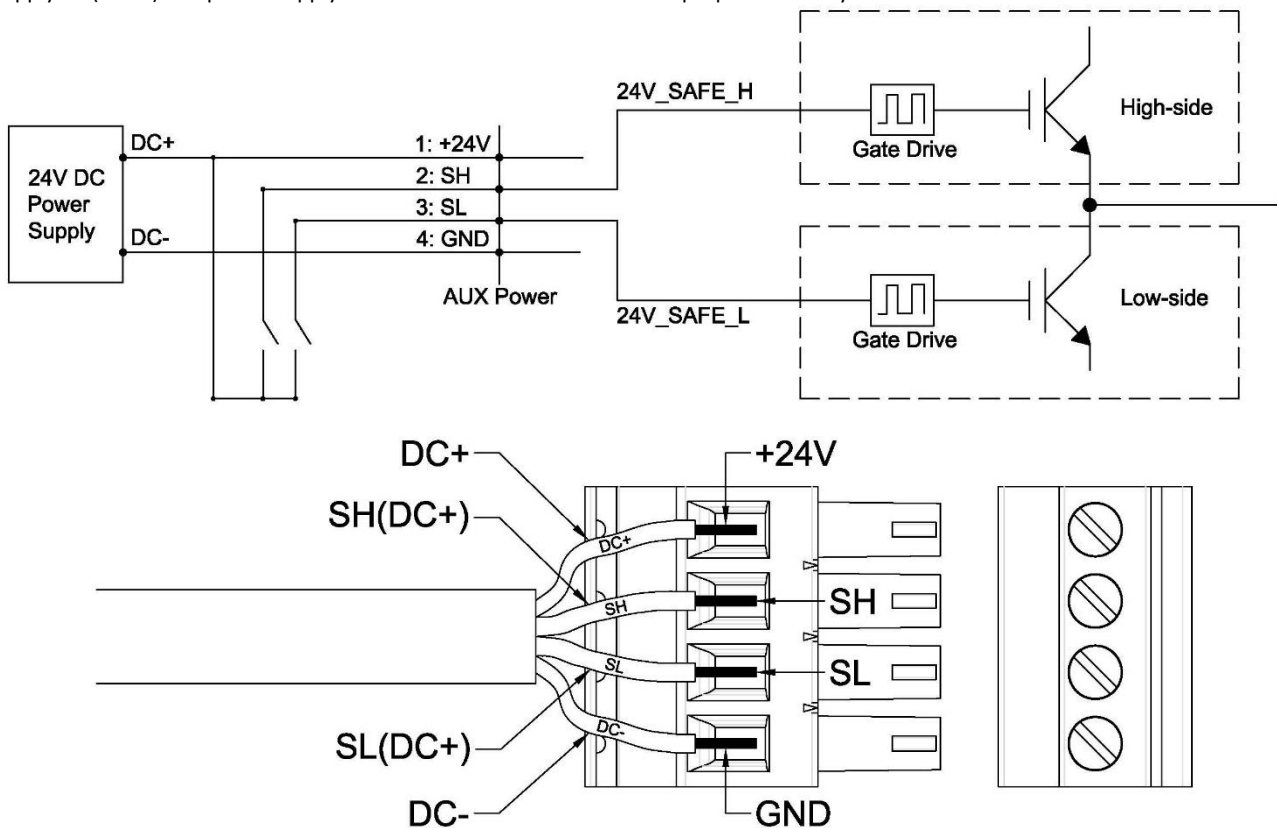 24V_SAFE_H
High-side
Gate Drive
24V DC
Power
Supply
DC+
DC-
1: +24V
2: SH
3: SL
4: GND
AUX Power
24V_SAFE_L
Low-side
Gate Drive
DC+
+24V
SH(DC+)
DC+
SH
SH
SL
SL
SL(DC+)
DC-
DC-
GND